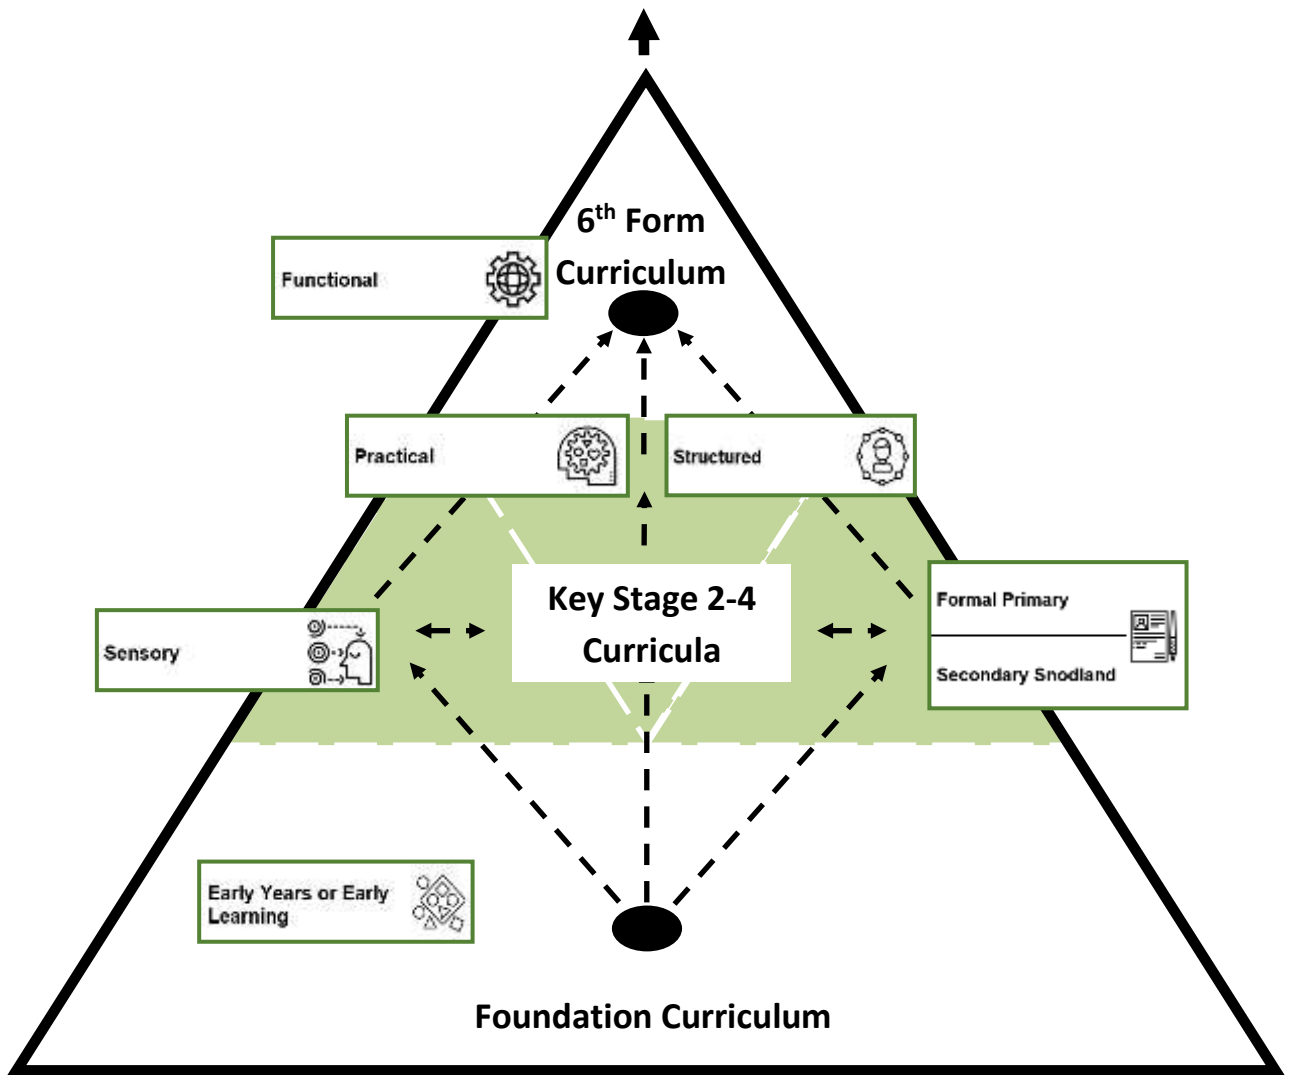 6th Form
Curriculum
Functional
Practical
Structured
Key Stage 2-4
Curricula
Formal Primary
Secondary Snodland
Sensory
Early Years or Early
Learning
Foundation Curriculum